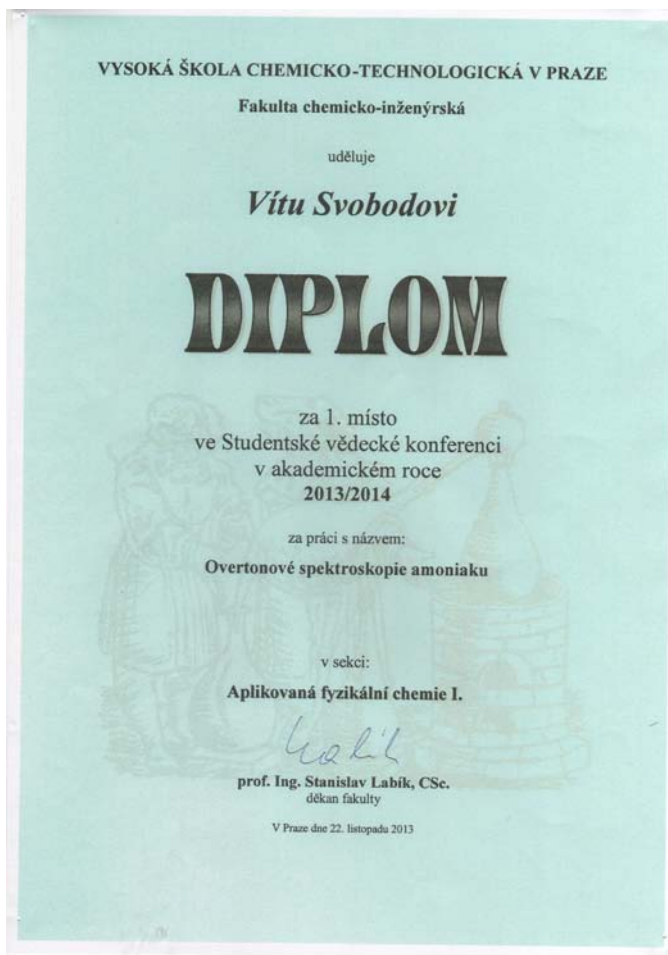 VYSOKÁ ŠKOLA CHEMICKO-TECHNOLOGICKÁ V PRAZE
Fakulta chemicko-inženýrská
uděluje
Vítu Svobodovi
DIPLOM
za 1. místo
ve Studentské vědecké konferenci
v akademickém roce
2013/2014
za práci s názvem:
Overtonové spektroskopie amoniaku
v sekci:
Aplikovaná fyzikální chemie I.
Labík
prof. Ing. Stanislav Labík, CSc.
děkan fakulty
V Praze dne 22. listopadu 2013